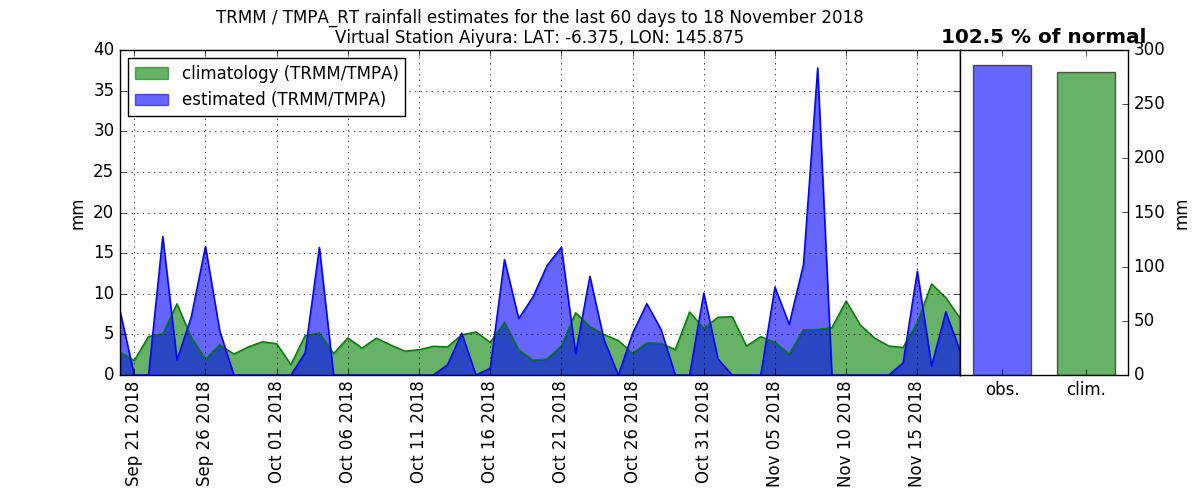 TRMM / TMPA_RT rainfall estimates for the last 60 days to 18 November 2018
Virtual Station Aiyura: LAT: -6.375, LON: 145.875
102.5 % of normal
climatology (TRMM/TMPA)
estimated (TRMM/TMPA)
40
35
30
25
20
15
10
5
0
mm
Sep 21 2018
Sep 26 2018
Oct 01 2018
Oct 06 2018
Oct 11 2018
Oct 16 2018
Oct 21 2018
Oct 26 2018
Oct 31 2018
Nov 05 2018
Nov 10 2018
Nov 15 2018
obs.
clim.
300
250
200
150
100
50
0
mm